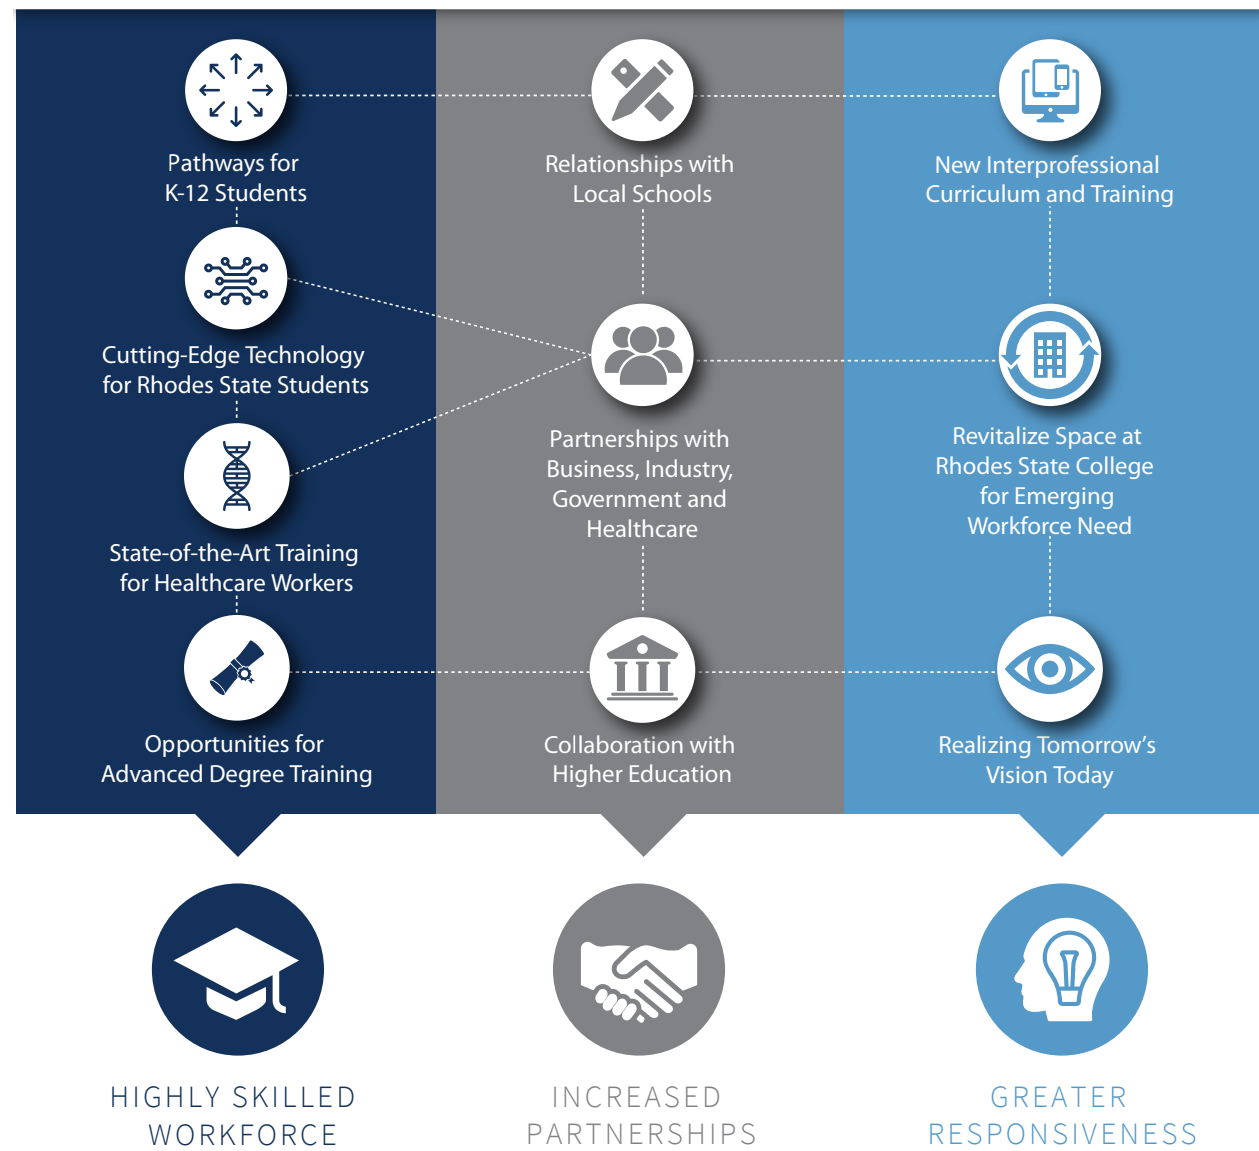 Pathways for
K-12 Students
Cutting-Edge Technology
for Rhodes State Students
State-of-the-Art Training
for Healthcare Workers
Opportunities for
Advanced Degree Training
HIGHLY SKILLED
WORKFORCE
Relationships with
Local Schools
Partnerships with
Business, Industry,
Government and
Healthcare
Collaboration with
Higher Education
INCREASED
PARTNERSHIPS
New Interprofessional
Curriculum and Training
Revitalize Space at
Rhodes State College
for Emerging
Workforce Need
Realizing Tomorrow's
Vision Today
GREATER
RESPONSIVENESS